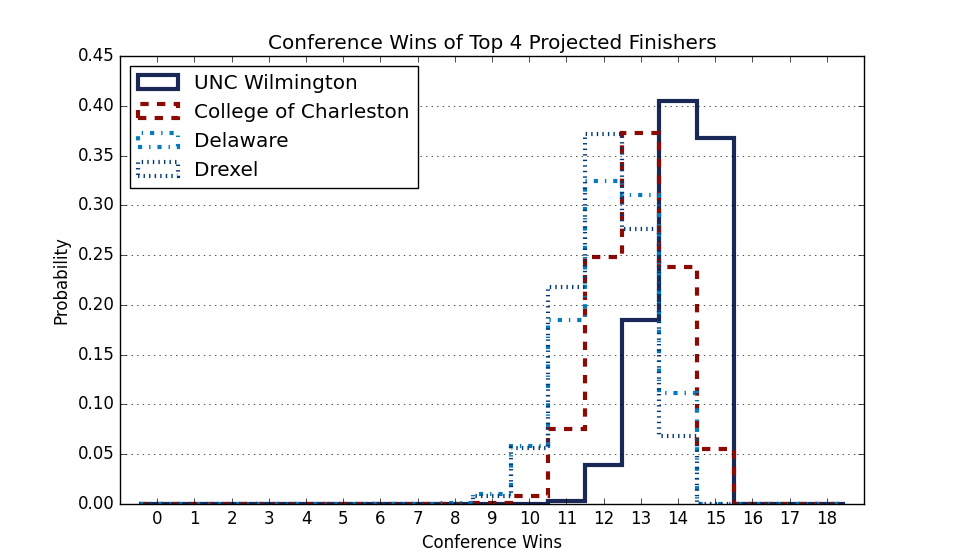 Conference Wins of Top 4 Projected Finishers
0.45
0.40
0.35
0.30
0.25
0.20
0.15
0.10
0.05
0.00
Probability
UNC Wilmington
College of Charleston
Delaware
Drexel
0 1 2 3 4 5 6 7 8 9 10 11 12 13 14 15 16 17 18
Conference Wins